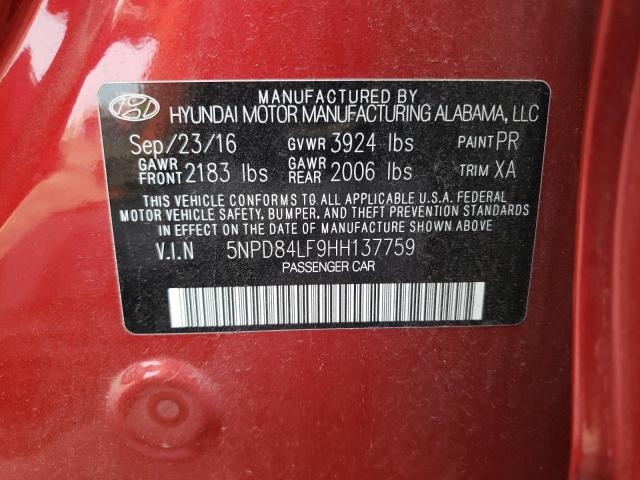 MANUFACTURED BY
HYUNDAI MOTOR MANUFACTURING ALABAMA, LLC
Sep/23/16 GVWR 3924 lbs PAINT PR
GAWR FRONT 2183 lbs GAWR REAR 2006 lbs TRIM XA
THIS VEHICLE CONFORMS TO ALL APPLICABLE U.S.A. FEDERAL
MOTOR VEHICLE SAFETY, BUMPER, AND THEFT PREVENTION STANDARDS
IN EFFECT ON THE DATE OF MANUFACTURE SHOWN ABOVE
V.I.N 5NPD84LF9HH137759
PASSENGER CAR